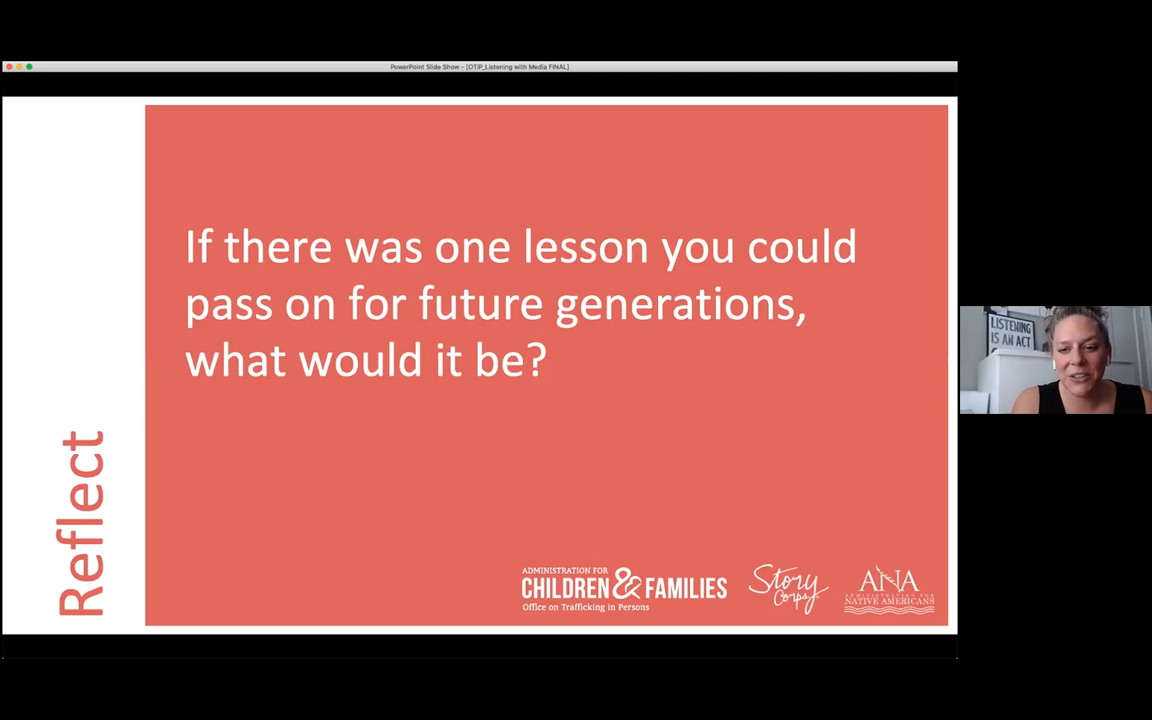 PowerPoint Slide Show - [OTIP_Listening with Media FINAL]
If there was one lesson you could
pass on for future generations,
what would it be?
Reflect
ADMINISTRATION FOR
CHILDREN & FAMILIES
Office on Trafficking in Persons
Story
Corps
ANA
ADMINISTRATION FOR
NATIVE AMERICANS
LISTENING
IS AN ACT